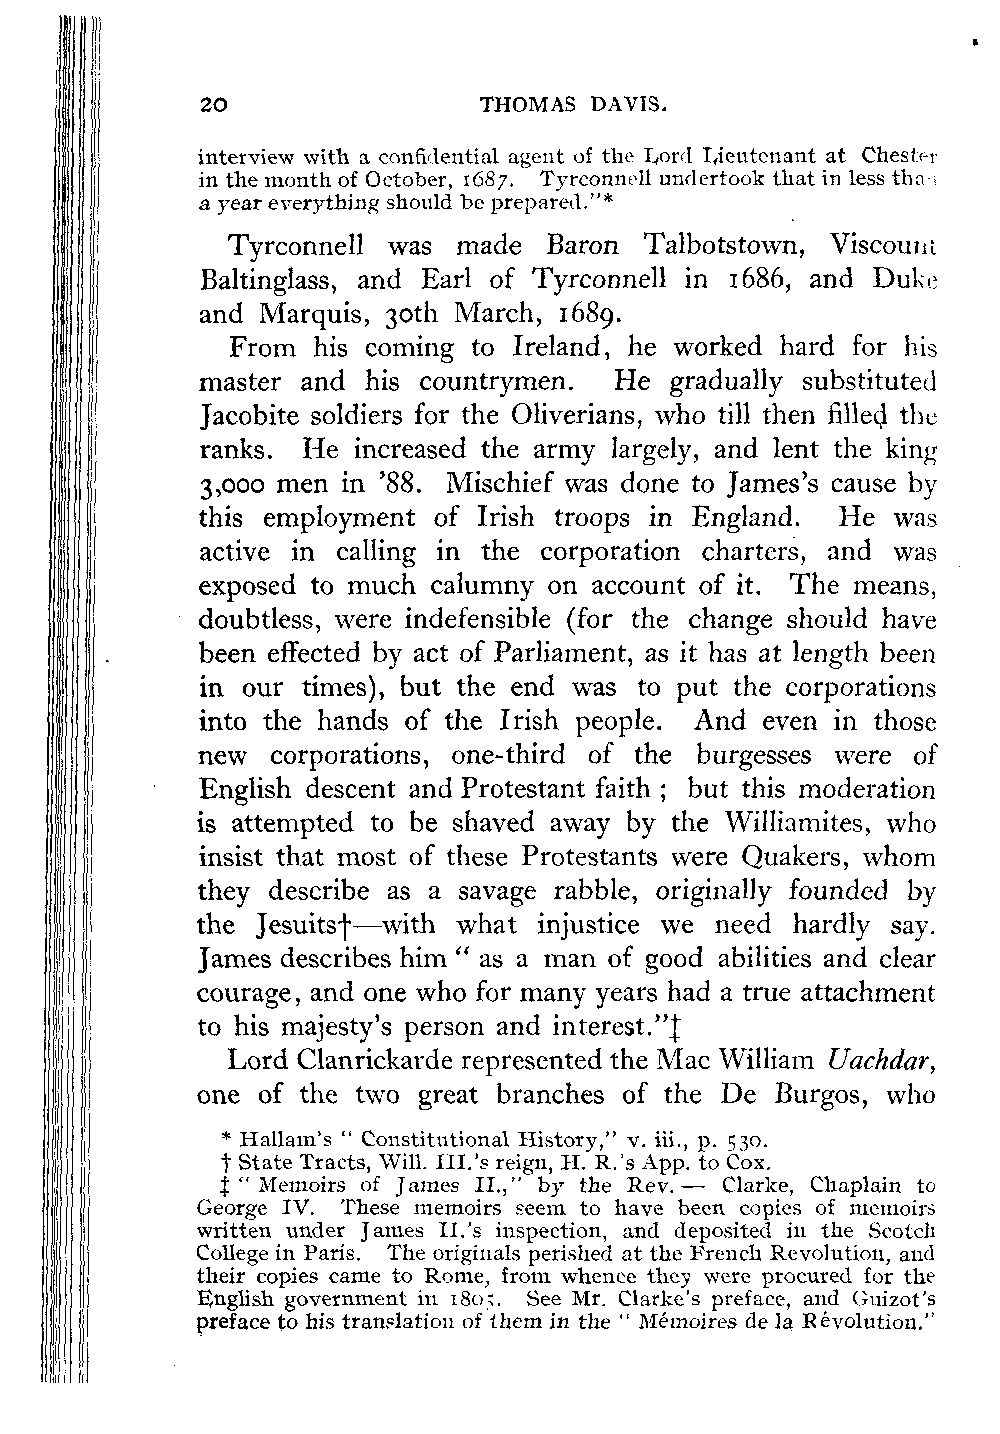 20 THOMAS DAVIS.
interview with a confidential agent of the Lord Lieutenant at Chester
in the month of October, 1687. Tyrconnell undertook that in less than
a year everything should be prepared."*
Tyrconnell was made Baron Talbotstown, Viscount
Baltinglass, and Earl of Tyrconnell in 1686, and Duke
and Marquis, 30th March, 1689.
From his coming to Ireland, he worked hard for his
master and his countrymen. He gradually substituted
Jacobite soldiers for the Oliverians, who till then filled the
ranks. He increased the army largely, and lent the king
3,000 men in '88. Mischief was done to James's cause by
this employment of Irish troops in England. He was
active in calling in the corporation charters, and was
exposed to much calumny on account of it. The means,
doubtless, were indefensible (for the change should have
been effected by act of Parliament, as it has at length been
in our times), but the end was to put the corporations
into the hands of the Irish people. And even in those
new corporations, one-third of the burgesses were of
English descent and Protestant faith ; but this moderation
is attempted to be shaved away by the Williamites, who
insist that most of these Protestants were Quakers, whom
they describe as a savage rabble, originally founded by
the Jesuits†—with what injustice we need hardly say.
James describes him " as a man of good abilities and clear
courage, and one who for many years had a true attachment
to his majesty's person and interest."‡
Lord Clanrickarde represented the Mac William Uachdar,
one of the two great branches of the De Burgos, who
* Hallam's " Constitutional History," v. iii., p. 530.
† State Tracts, Will. III.'s reign, H. R.'s App. to Cox.
‡ " Memoirs of James II.," by the Rev. — Clarke, Chaplain to
George IV. These memoirs seem to have been copies of memoirs
written under James II.'s inspection, and deposited in the Scotch
College in Paris. The originals perished at the French Revolution, and
their copies came to Rome, from whence they were procured for the
English government in 1805. See Mr. Clarke's preface, and Guizot's
preface to his translation of them in the " Mémoires de la Révolution."